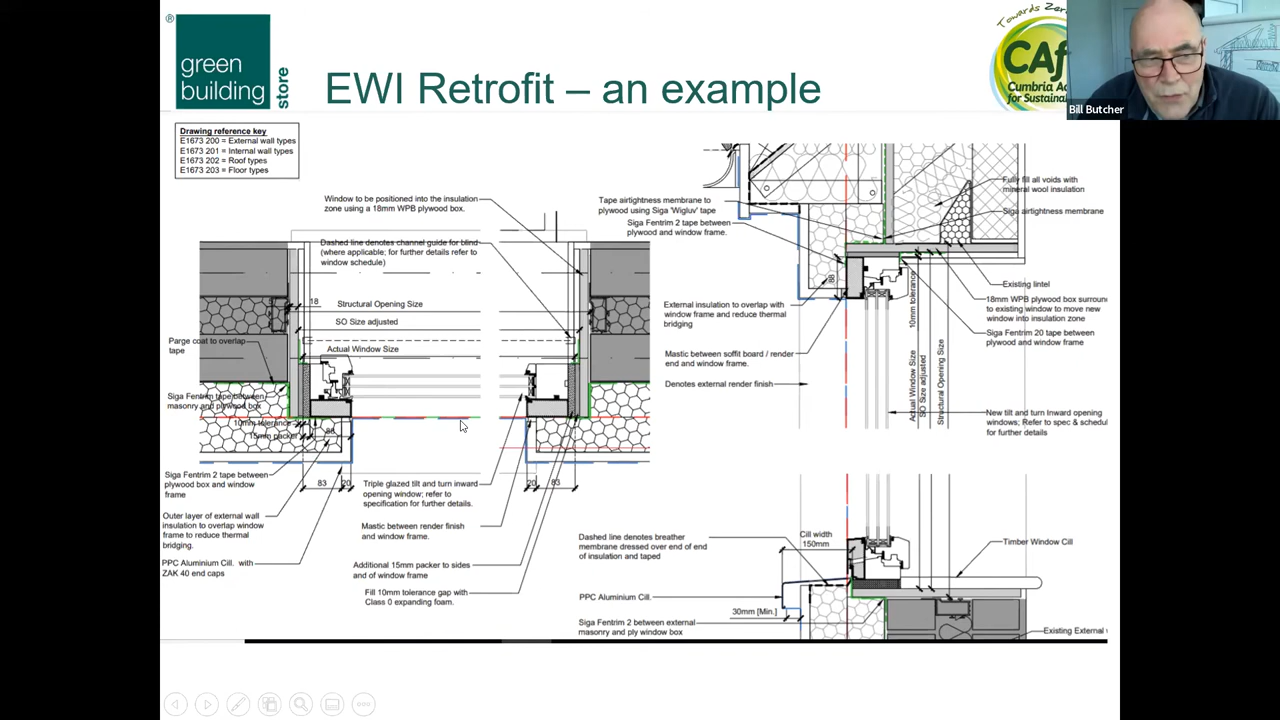 ®
green
building
store
EWI Retrofit – an example
Towards Zer
CAf
Cumbria Ac
for Sustainab
Bill Butcher
Drawing reference key
E1673 200 = External wall types
E1673 201 = Internal wall types
E1673 202 = Roof types
E1673 203 = Floor types
Window to be positioned into the insulation
zone using a 18mm WPB plywood box.
Dashed line denotes channel guide for blind
(where applicable; for further details refer to
window schedule)
18
Structural Opening Size
SO Size adjusted
Actual Window Size
Parge coat to overlap
tape
Siga Fentrim tape between
masonry and plywood box
10mm tolerance
15mm packer
88
Siga Fentrim 2 tape between
plywood box and window
frame
83
20
20
83
Outer layer of external wall
insulation to overlap window
frame to reduce thermal
bridging.
PPC Aluminium Cill. with
ZAK 40 end caps
Triple glazed tilt and turn inward
opening window; refer to
specification for further details.
Mastic between render finish
and window frame.
Additional 15mm packer to sides
and of window frame
Fill 10mm tolerance gap with
Class 0 expanding foam.
Tape airtightness membrane to
plywood using Siga 'Wigluv' tape
Siga Fentrim 2 tape between
plywood and window frame.
External insulation to overlap with
window frame and reduce thermal
bridging
Mastic between soffit board / render
end and window frame.
Denotes external render finish
88
10mm tolerance
Actual Window Size
SO Size adjusted
Structural Opening Size
Fully fill all voids with
mineral wool insulation
Siga airtightness membrane
Existing lintel
18mm WPB plywood box surroun
to existing window to move new
window into insulation zone
Siga Fentrim 20 tape between
plywood and window frame
New tilt and turn Inward opening
windows; Refer to spec & schedul
for further details
Dashed line denotes breather
membrane dressed over end of end
of insulation and taped
Cill width
150mm
Timber Window Cill
PPC Aluminium Cill.
30mm [Min.]
Siga Fentrim 2 between external
masonry and ply window box
Existing External